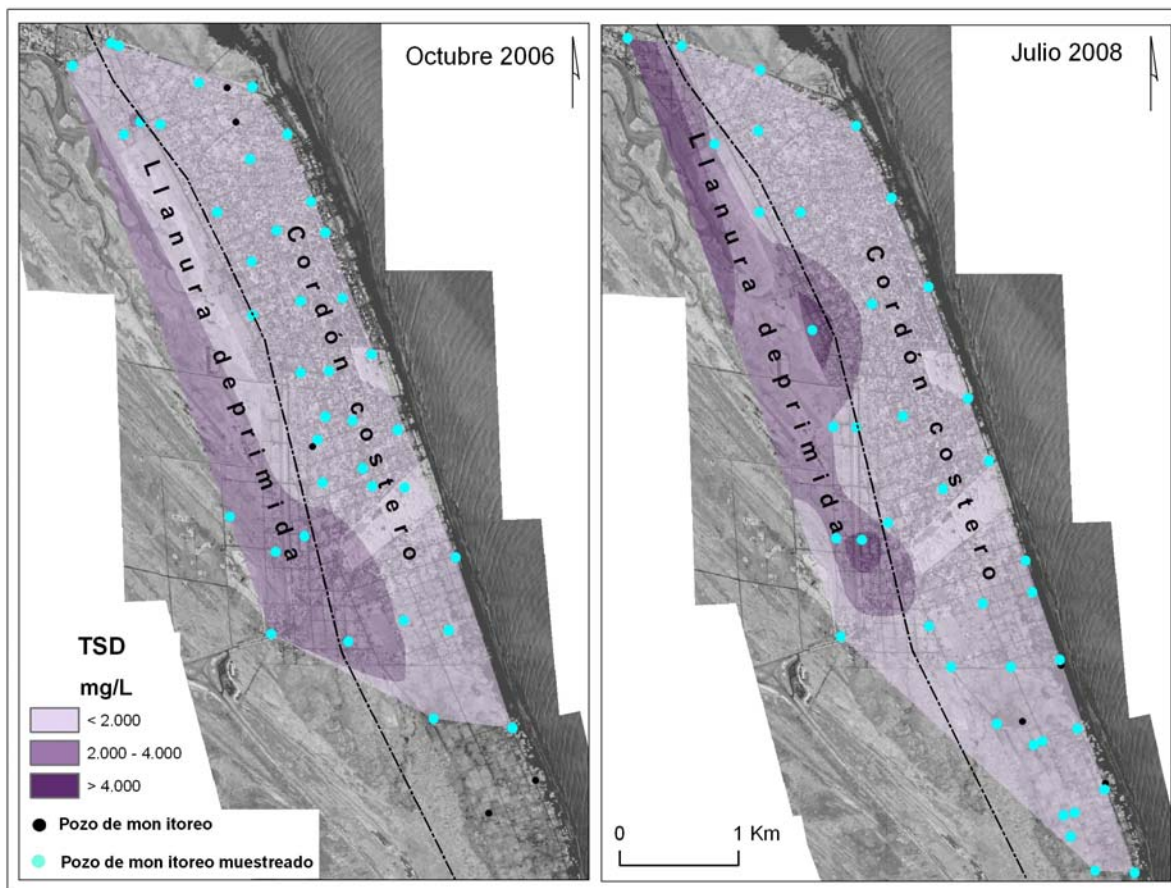 Octubre 2006
Llanura deprimida
Cordón costero
TSD
mg/L
< 2.000
2.000 - 4.000
> 4.000
Pozo de mon itoreo
Pozo de mon itoreo muestreado
Julio 2008
Llanura deprimida
Cordón costero
0 1 Km